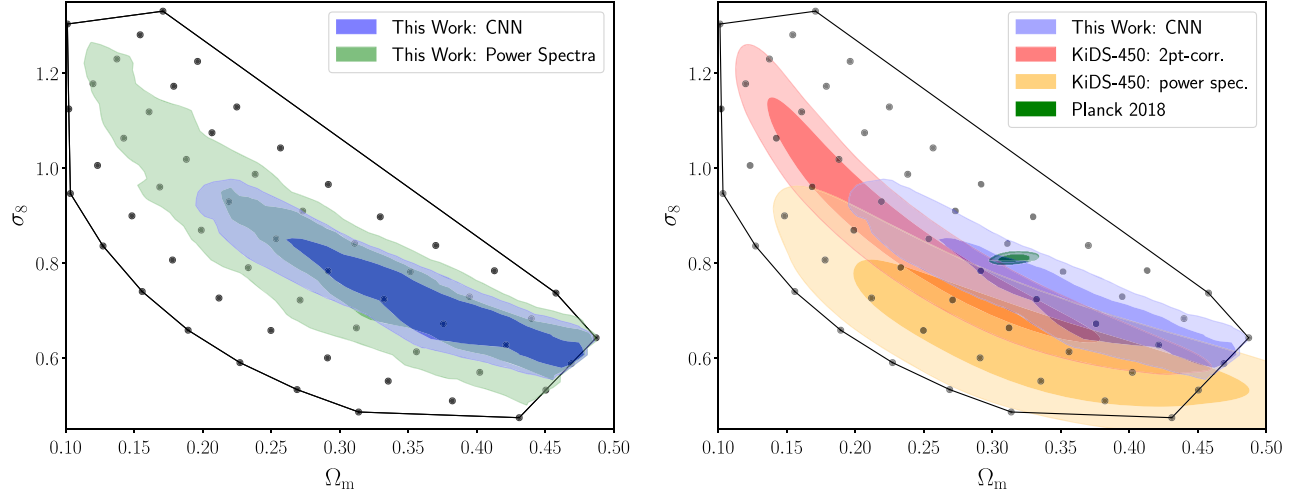 This Work: CNN
This Work: Power Spectra
σ8
1.2
1.0
0.8
0.6
0.10 0.15 0.20 0.25 0.30 0.35 0.40 0.45 0.50
Ωm
This Work: CNN
KiDS-450: 2pt-corr.
KiDS-450: power spec.
Planck 2018
σ8
1.2
1.0
0.8
0.6
0.10 0.15 0.20 0.25 0.30 0.35 0.40 0.45 0.50
Ωm